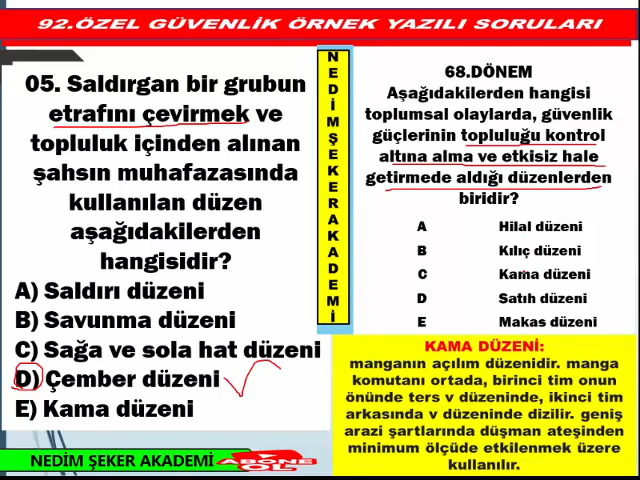 92.ÖZEL GÜVENLİK ÖRNEK YAZILI SORULARI
05. Saldırgan bir grubun
etrafını çevirmek ve
topluluk içinden alınan
şahsın muhafazasında
kullanılan düzen
aşağıdakilerden
hangisidir?
A) Saldırı düzeni
B) Savunma düzeni
C) Sağa ve sola hat düzeni
D) Çember düzeni
E) Kama düzeni
NEDİM ŞEKER AKADEMİ
ABONE
OL
NEDİMŞEKERAKADEMİ
68.DÖNEM
Aşağıdakilerden hangisi
toplumsal olaylarda, güvenlik
güçlerinin topluluğu kontrol
altına alma ve etkisiz hale
getirmede aldığı düzenlerden
biridir?
A Hilal düzeni
B Kılıç düzeni
C Kama düzeni
D Satıh düzeni
E Makas düzeni
KAMA DÜZENİ:
manganın açılım düzenidir. manga
komutanı ortada, birinci tim onun
önünde ters v düzeninde, ikinci tim
arkasında v düzeninde dizilir. geniş
arazi şartlarında düşman ateşinden
minimum ölçüde etkilenmek üzere
kullanılır.